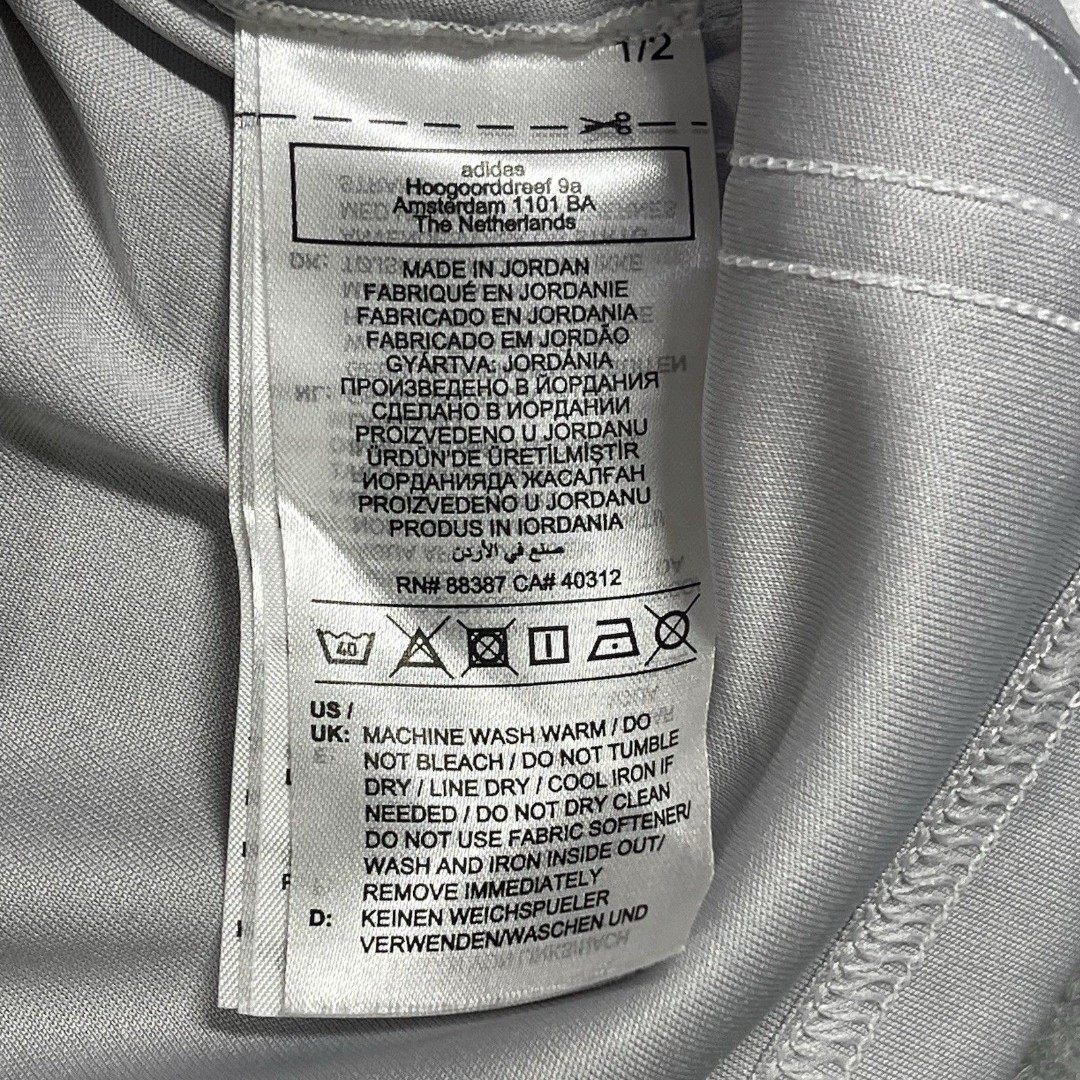 1/2
adidas
Hoogoorddreef 9a
Amsterdam 1101 BA
The Netherlands
MADE IN JORDAN
FABRIQUÉ EN JORDANIE
FABRICADO EN JORDANIA
FABRICADO EM JORDÃO
GYÁRTVA: JORDÁNIA
ПРОИЗВЕДЕНО В ЙОРДАНИЯ
СДЕЛАНО В ИОРДАНИИ
PROIZVEDENO U JORDANU
ÜRDÜN'DE ÜRETİLMİŞTİR
ИОРДАНИЯДА ЖАСАЛҒАН
PROIZVEDENO U JORDANU
PRODUS IN IORDANIA
صنع في الأردن
RN# 88387 CA# 40312
40
US /
UK: MACHINE WASH WARM / DO
NOT BLEACH / DO NOT TUMBLE
DRY / LINE DRY / COOL IRON IF
NEEDED / DO NOT DRY CLEAN
DO NOT USE FABRIC SOFTENER/
WASH AND IRON INSIDE OUT/
REMOVE IMMEDIATELY
D: KEINEN WEICHSPUELER
VERWENDEN/WASCHEN UND